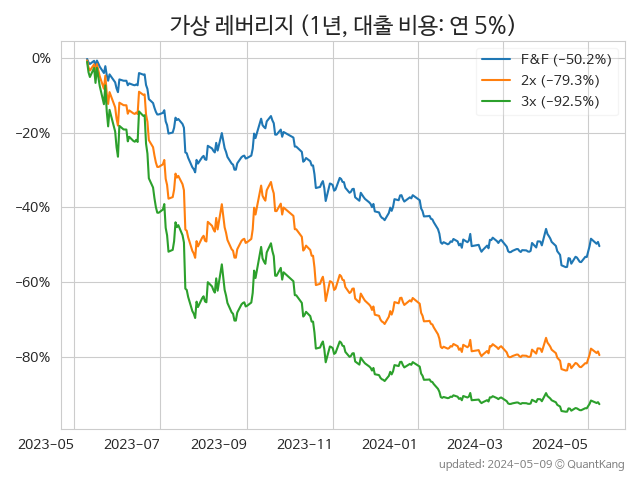 가상 레버리지 (1년, 대출 비용: 연 5%)
F&F (−50.2%)
2x (−79.3%)
3x (−92.5%)
0%
−20%
−40%
−60%
−80%
2023−05 2023−07 2023−09 2023−11 2024−01 2024−03 2024−05
updated: 2024-05-09 © QuantKang